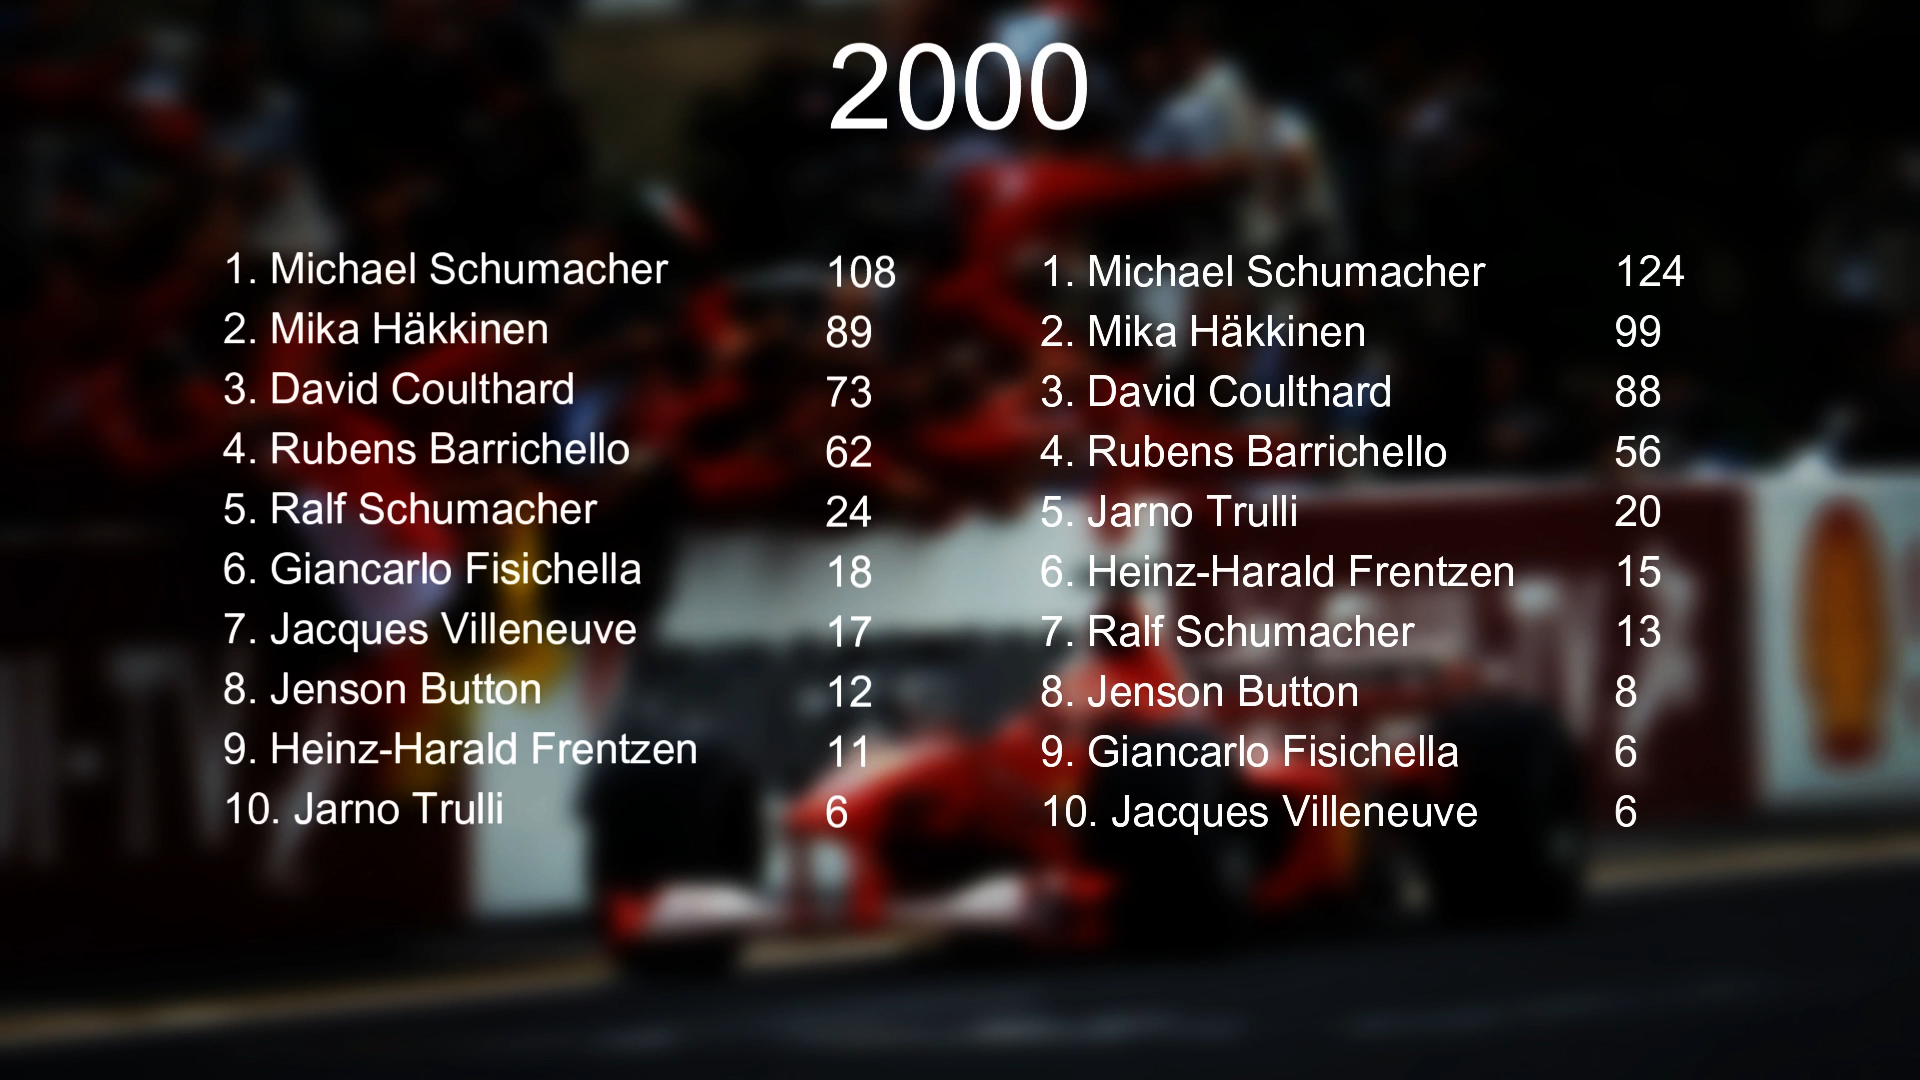 2000
1. Michael Schumacher 108
2. Mika Häkkinen 89
3. David Coulthard 73
4. Rubens Barrichello 62
5. Ralf Schumacher 24
6. Giancarlo Fisichella 18
7. Jacques Villeneuve 17
8. Jenson Button 12
9. Heinz-Harald Frentzen 11
10. Jarno Trulli 6
1. Michael Schumacher 124
2. Mika Häkkinen 99
3. David Coulthard 88
4. Rubens Barrichello 56
5. Jarno Trulli 20
6. Heinz-Harald Frentzen 15
7. Ralf Schumacher 13
8. Jenson Button 8
9. Giancarlo Fisichella 6
10. Jacques Villeneuve 6